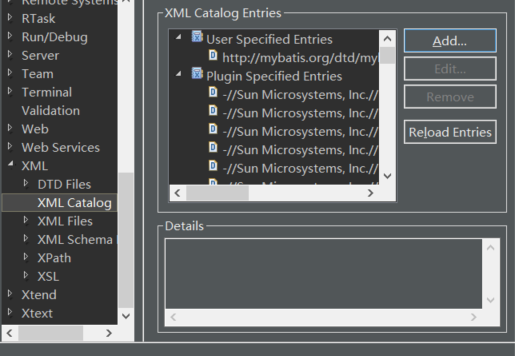 Remote Systems
RTask
Run/Debug
Server
Team
Terminal
Validation
Web
Web Services
XML
DTD Files
XML Catalog
XML Files
XML Schema
XPath
XSL
Xtend
Xtext
XML Catalog Entries
User Specified Entries
http://mybatis.org/dtd/my
Plugin Specified Entries
-//Sun Microsystems, Inc.//
-//Sun Microsystems, Inc.//
-//Sun Microsystems, Inc.//
-//Sun Microsystems, Inc.//
-//Sun Microsystems, Inc.//
Add...
Edit...
Remove
Reload Entries
Details